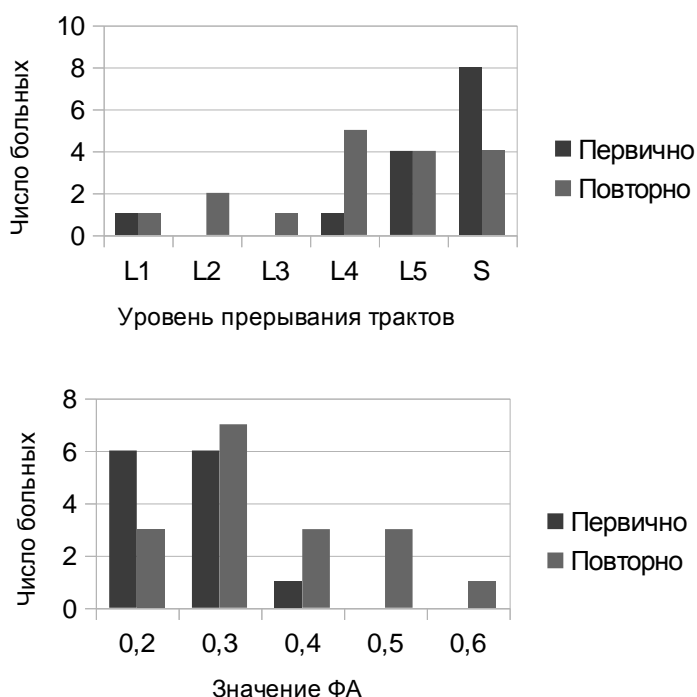 10
8
6
4
2
0
Число больных
L1 L2 L3 L4 L5 S
Уровень прерывания трактов
Первично
Повторно
8
6
4
2
0
Число больных
0,2 0,3 0,4 0,5 0,6
Значение ФА
Первично
Повторно